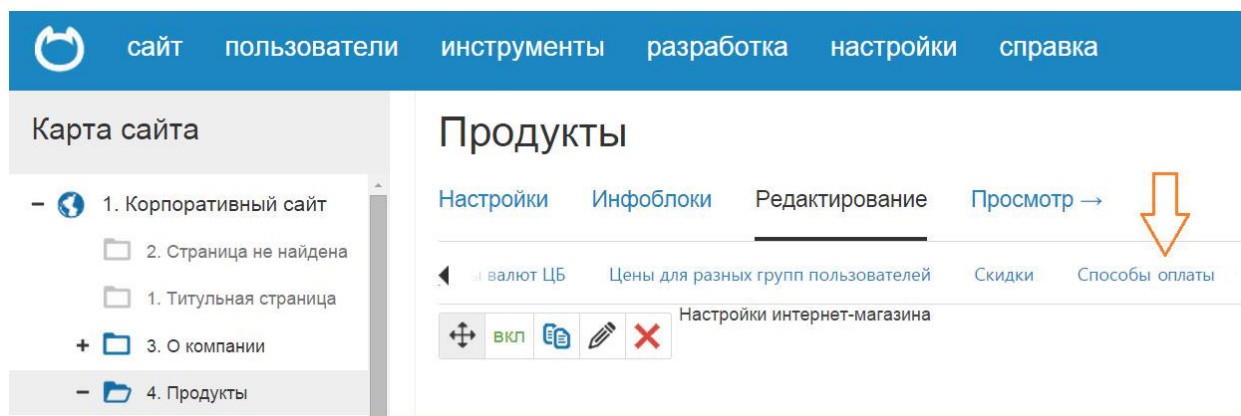 сайт пользователи инструменты разработка настройки справка
Карта сайта
Продукты
Настройки Инфоблоки Редактирование Просмотр →
– 1. Корпоративный сайт
2. Страница не найдена
1. Титульная страница
+ 3. О компании
– 4. Продукты
валют ЦБ Цены для разных групп пользователей Скидки Способы оплаты
вкл Настройки интернет-магазина